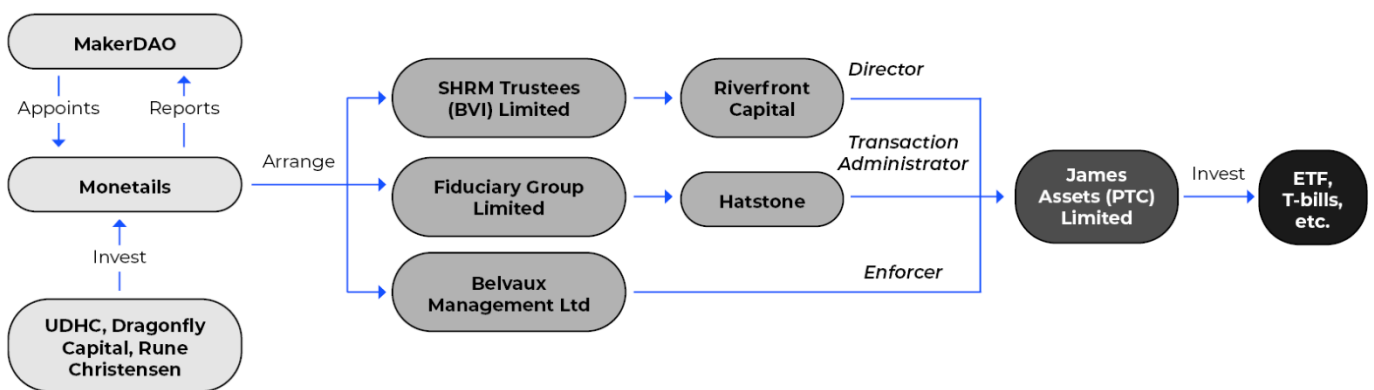 MakerDAO
Appoints
Reports
Monetails
Invest
UDHC, Dragonfly
Capital, Rune
Christensen
Arrange
SHRM Trustees
(BVI) Limited
Riverfront
Capital
Director
Fiduciary Group
Limited
Hatstone
Transaction
Administrator
Belvaux
Management Ltd
Enforcer
James
Assets (PTC)
Limited
Invest
ETF,
T-bills,
etc.